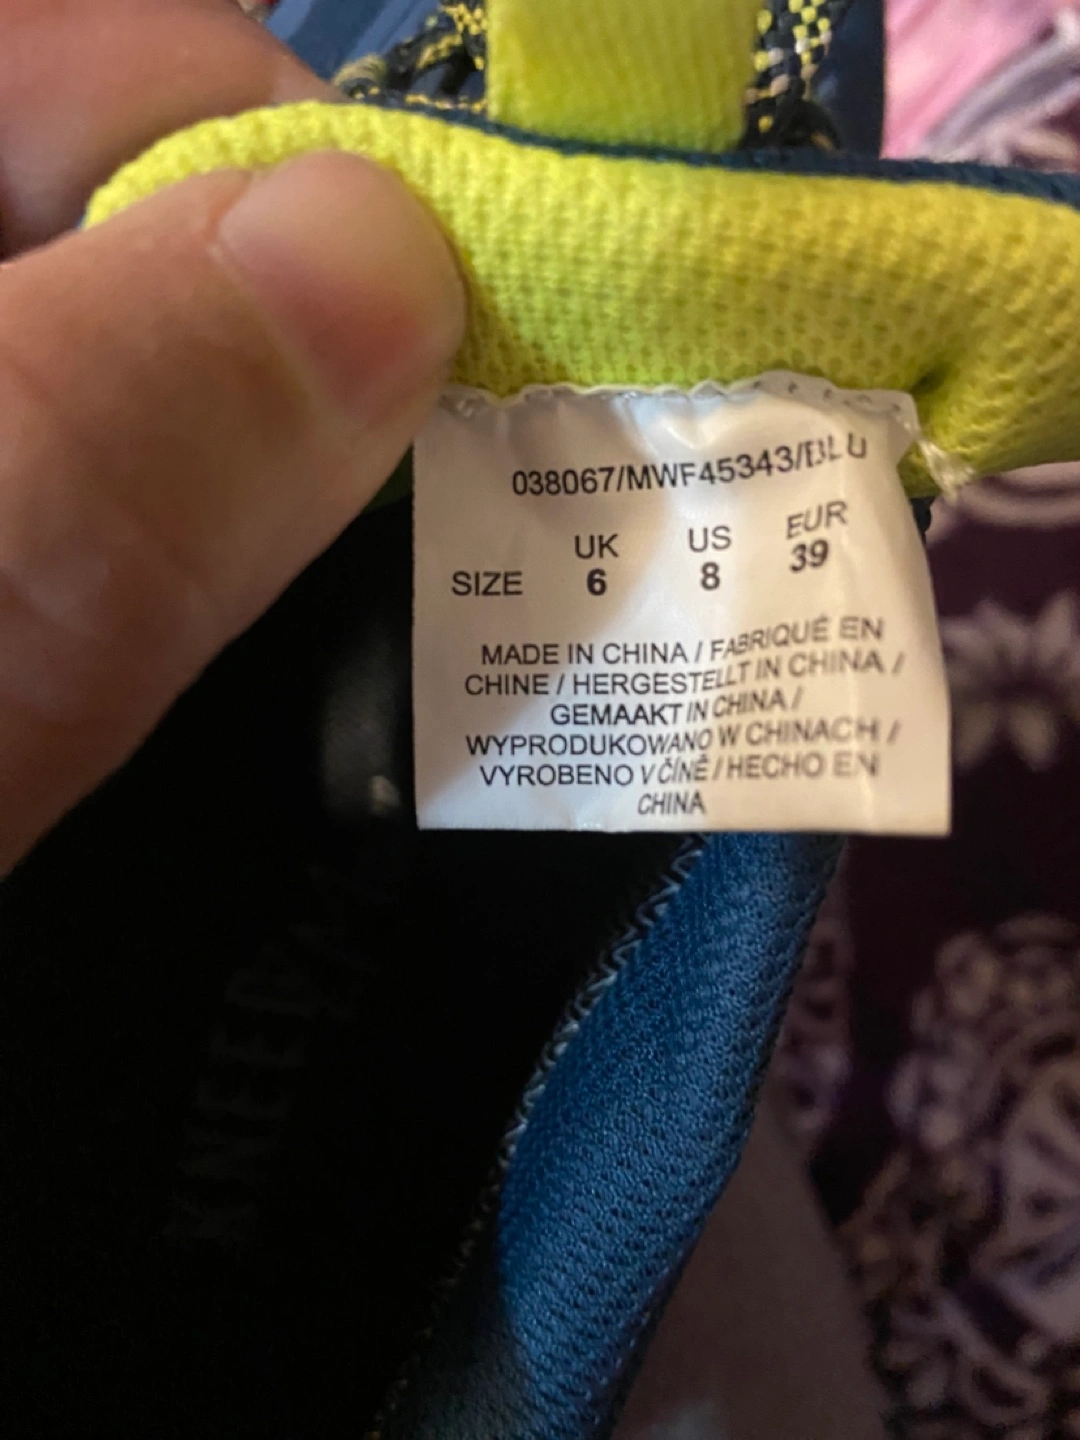 038067/MWF45343/BLU
UK US EUR
SIZE 6 8 39
MADE IN CHINA / FABRIQUÉ EN
CHINE / HERGESTELLT IN CHINA /
GEMAAKT IN CHINA /
WYPRODUKOWANO W CHINACH /
VYROBENO V ČÍNĚ / HECHO EN
CHINA